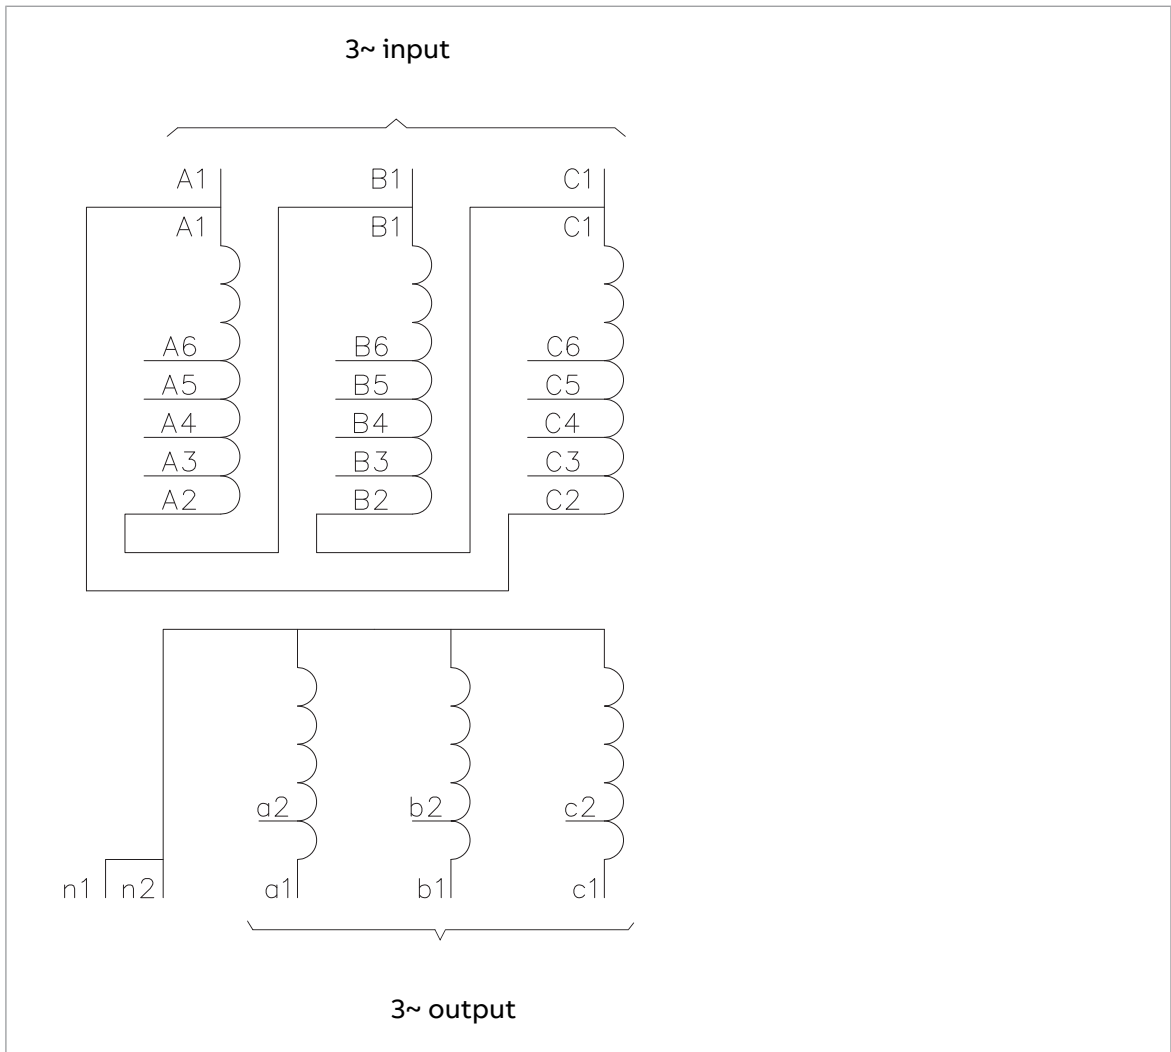 3~ input
A1 B1 C1
A1 B1 C1
A6 B6 C6
A5 B5 C5
A4 B4 C4
A3 B3 C3
A2 B2 C2
a2 b2 c2
n1 n2 a1 b1 c1
3~ output